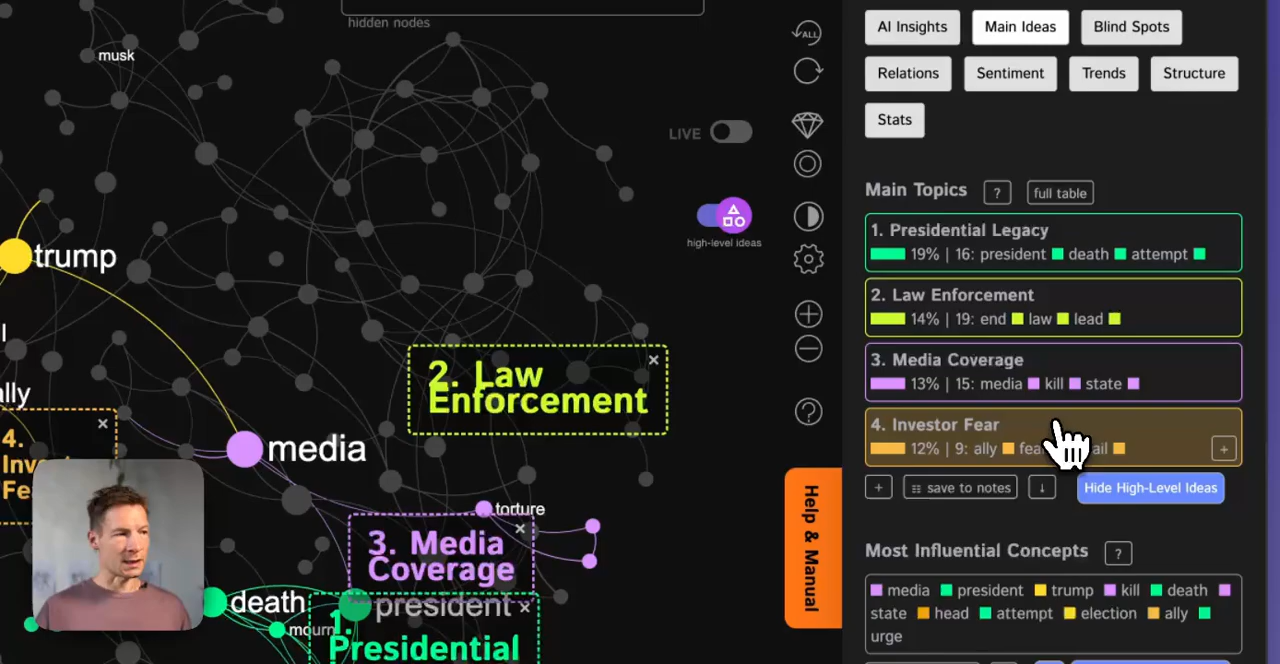 hidden nodes
musk
ALL
LIVE
high-level ideas
trump
l
ally
4.
Inv
Fe
2. Law
Enforcement
media
torture
3. Media
Coverage
president
death
mourn
1.
Presidential
Help & Manual
AI Insights
Main Ideas
Blind Spots
Relations
Sentiment
Trends
Structure
Stats
Main Topics ? full table
1. Presidential Legacy
19% | 16: president death attempt
2. Law Enforcement
14% | 19: end law lead
3. Media Coverage
13% | 15: media kill state
4. Investor Fear
12% | 9: ally fea ail +
+ save to notes ↓ Hide High-Level Ideas
Most Influential Concepts ?
media president trump kill death
state head attempt election ally
urge